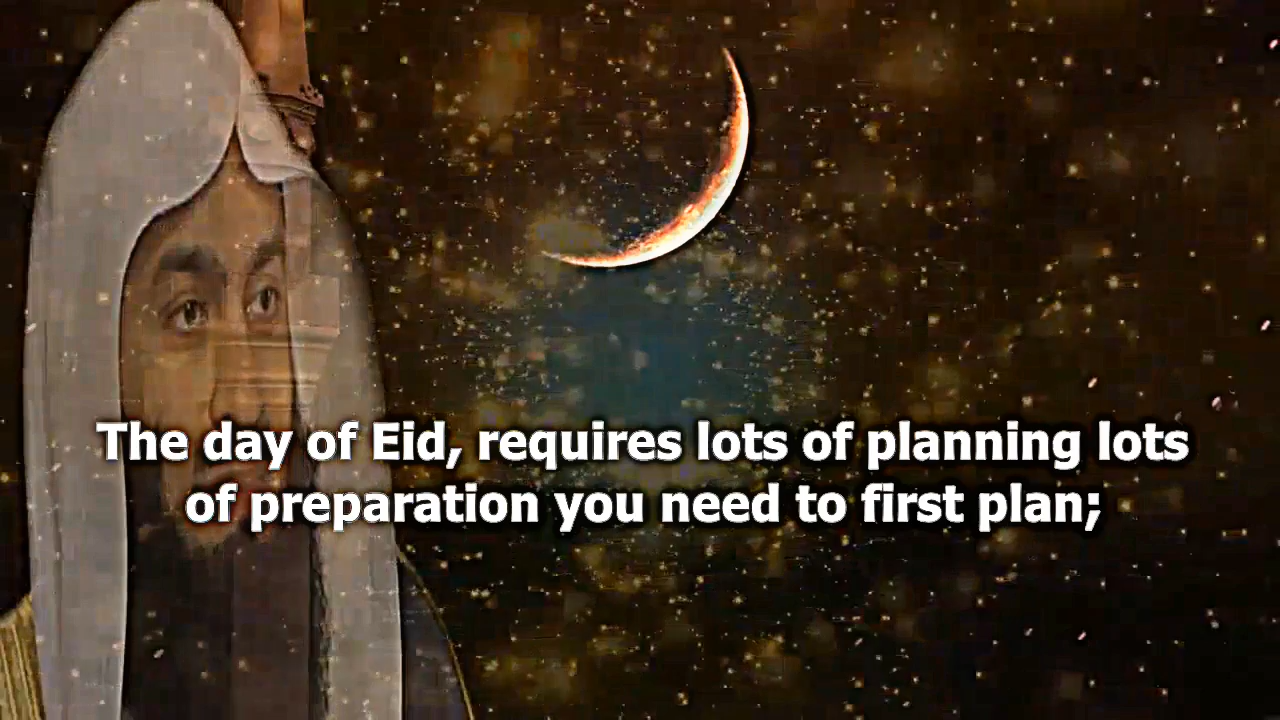 The day of Eid, requires lots of planning lots
of preparation you need to first plan;